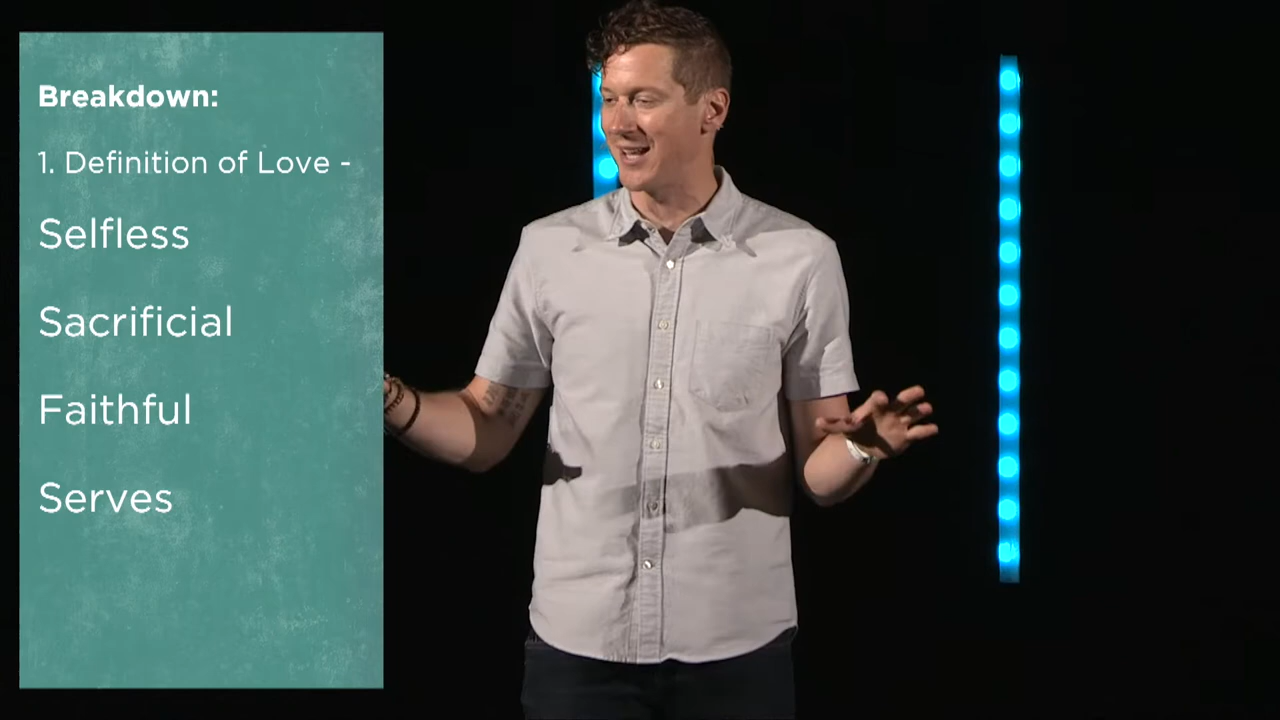 Breakdown:
1. Definition of Love -
Selfless
Sacrificial
Faithful
Serves